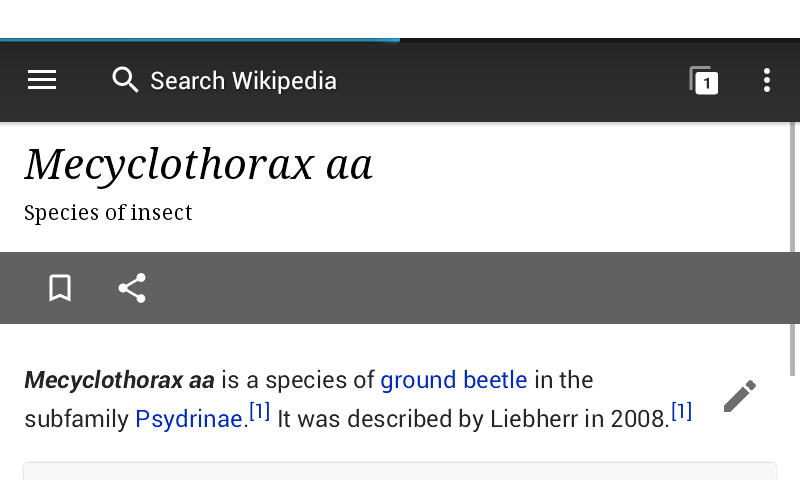 Search Wikipedia
1
Mecyclothorax aa
Species of insect
Mecyclothorax aa is a species of ground beetle in the
subfamily Psydrinae.[1] It was described by Liebherr in 2008.[1]